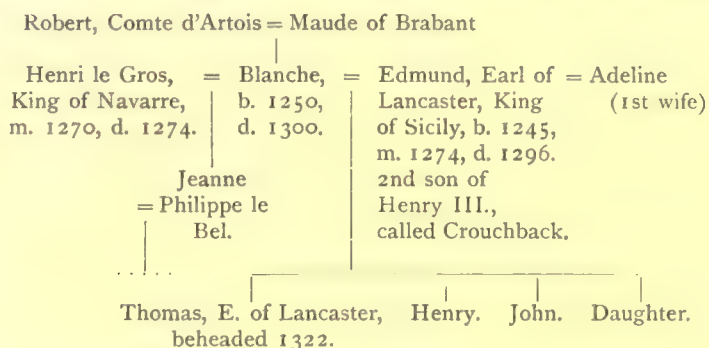 Robert, Comte d'Artois = Maude of Brabant
Henri le Gros, = Blanche, = Edmund, Earl of = Adeline
King of Navarre, b. 1250, Lancaster, King (1st wife)
m. 1270, d. 1274. d. 1300. of Sicily, b. 1245,
m. 1274, d. 1296.
Jeanne 2nd son of
= Philippe le Henry III.,
Bel. called Crouchback.
Thomas, E. of Lancaster, Henry. John. Daughter.
beheaded 1322.